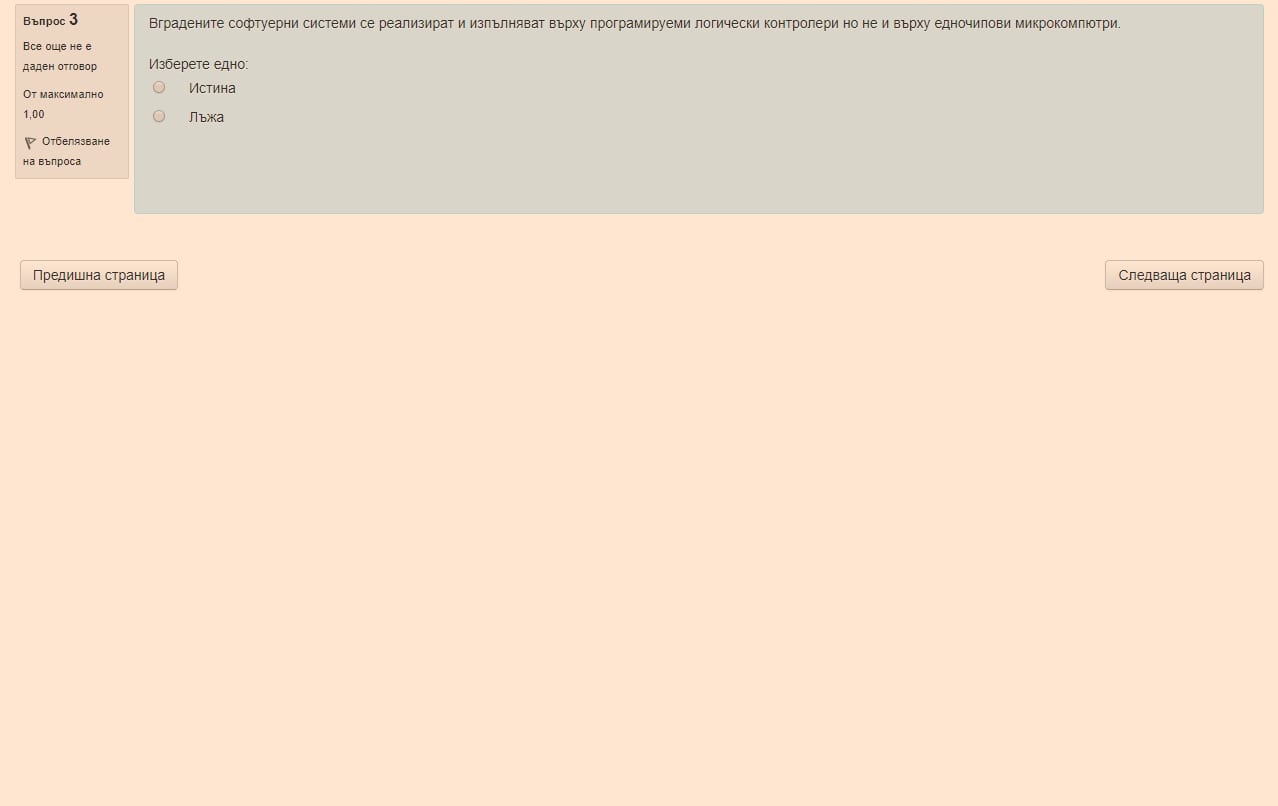 Въпрос 3
Все още не е
даден отговор
От максимално
1,00
Отбелязване
на въпроса
Вградените софтуерни системи се реализират и изпълняват върху програмируеми логически контролери но не и върху едночипови микрокомпютри.
Изберете едно:
Истина
Лъжа
Предишна страница
Следваща страница